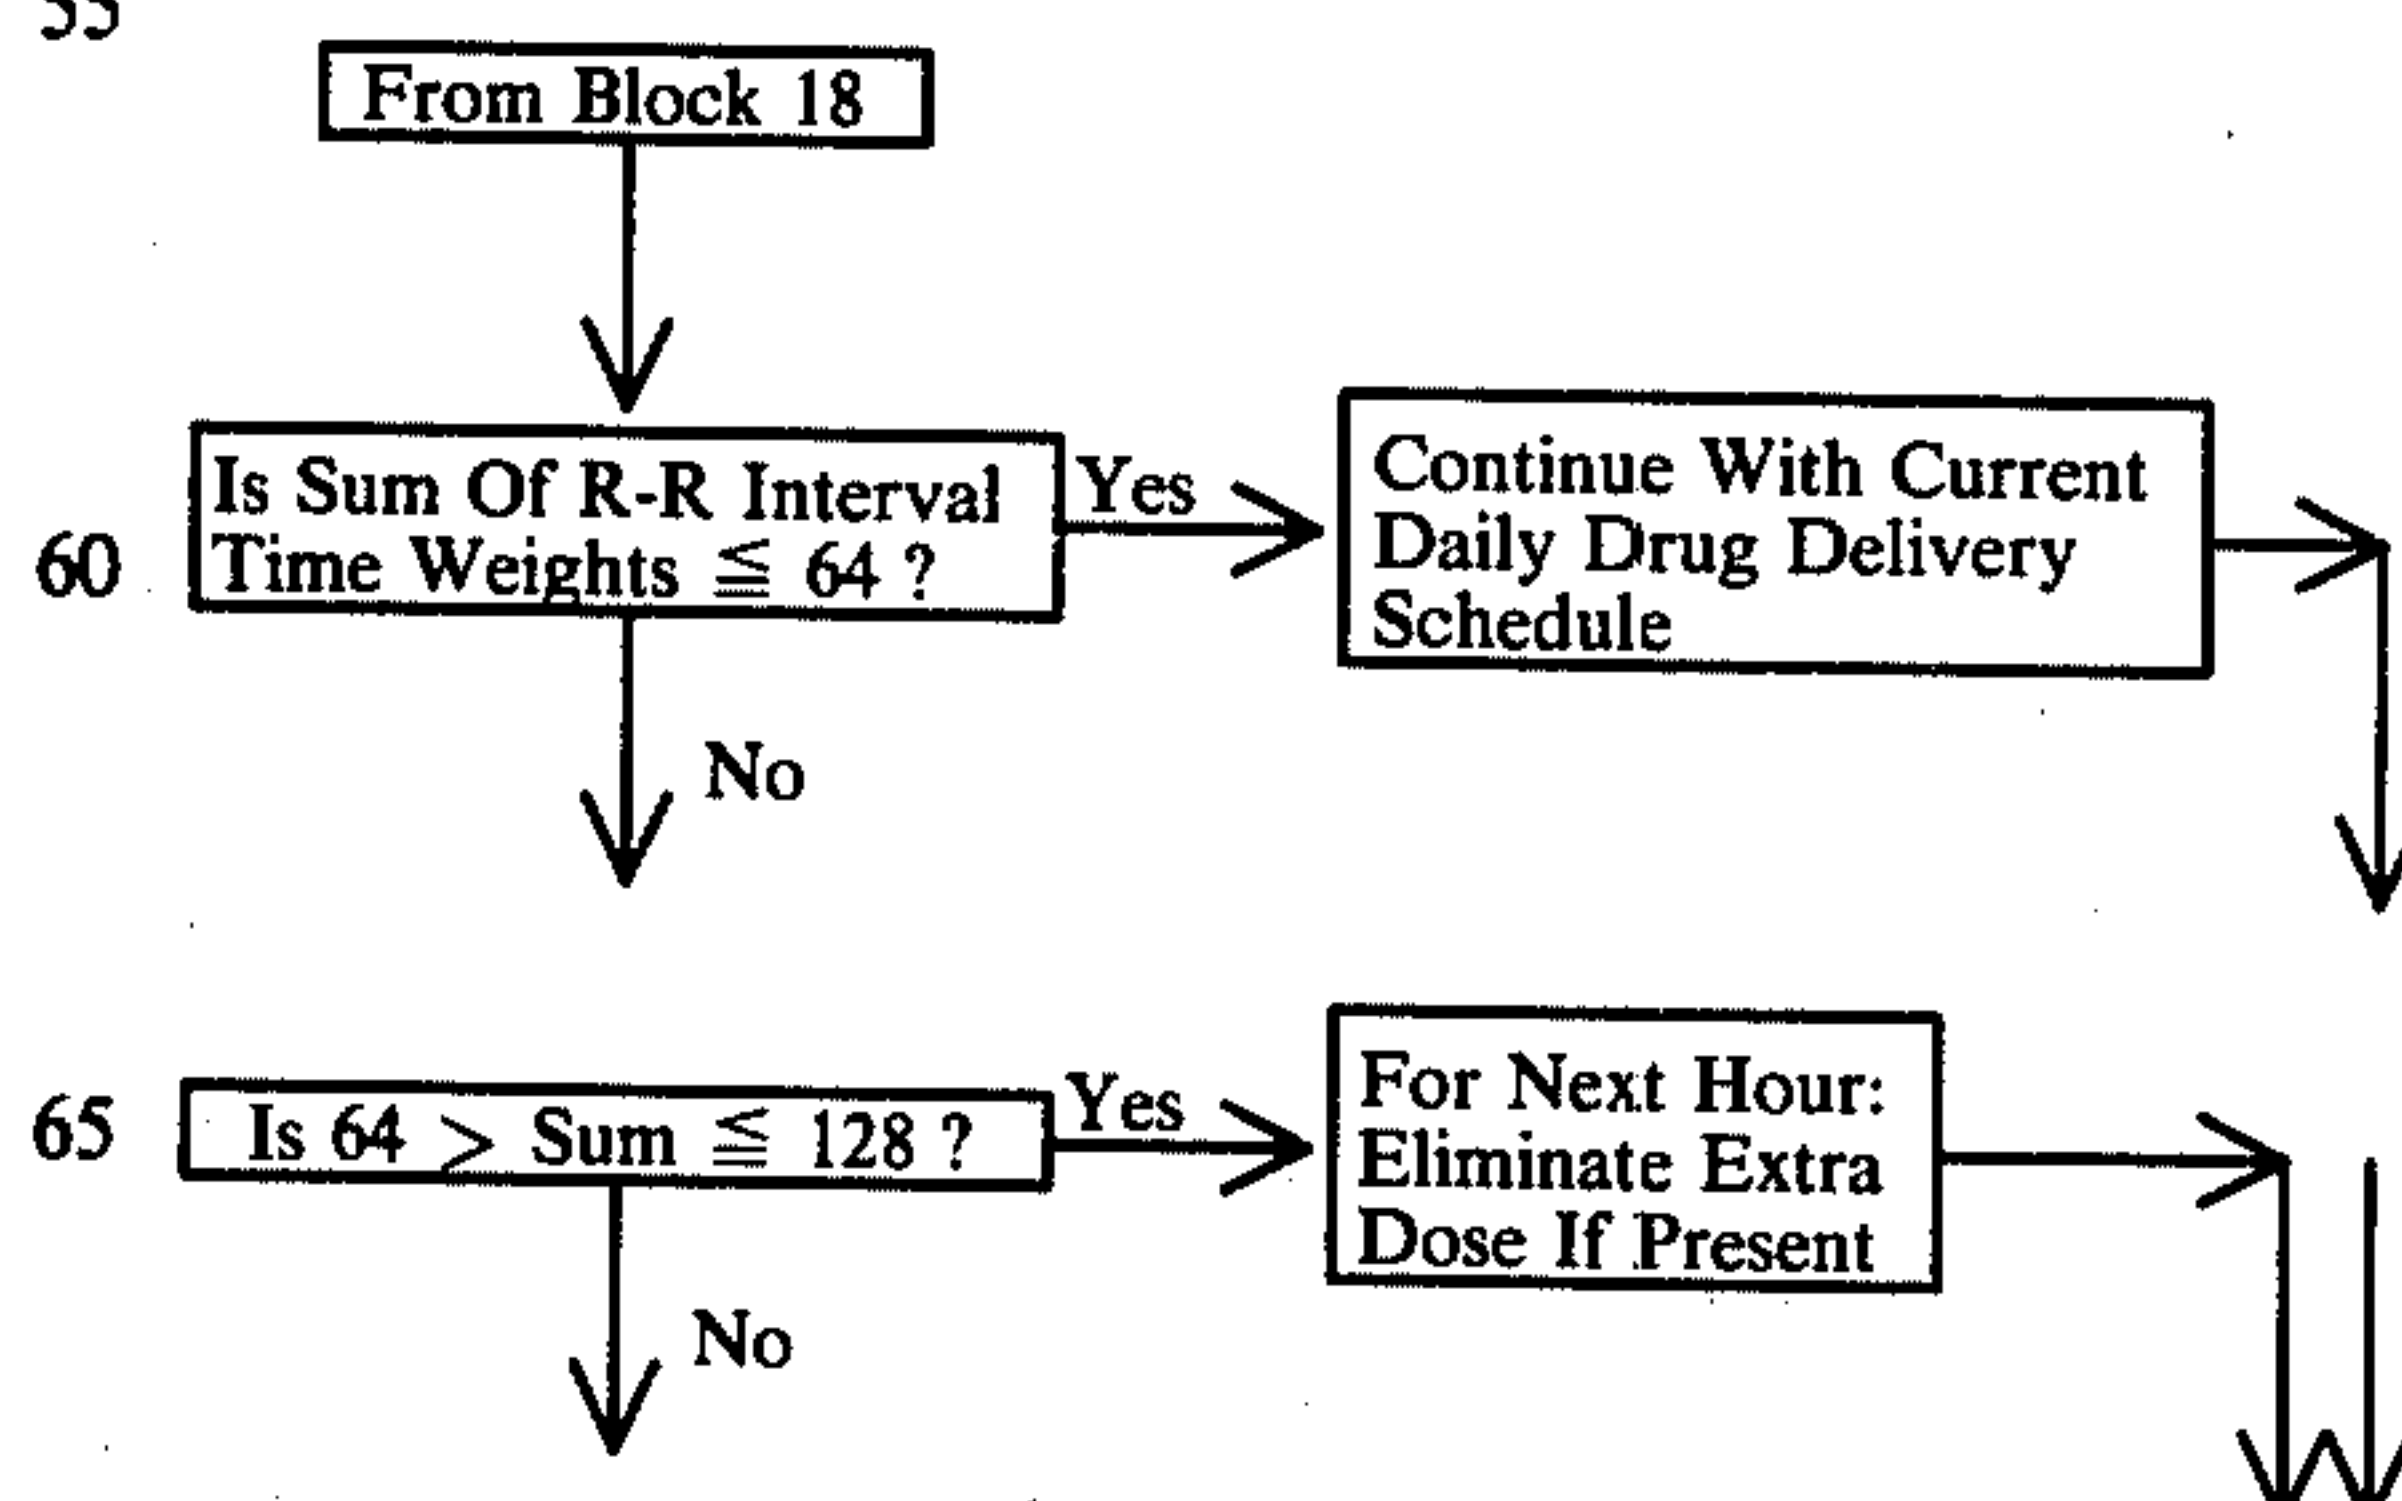 55
From Block 18
Is Sum Of R-R Interval
Time Weights ≦ 64 ?
Yes
Continue With Current
Daily Drug Delivery
Schedule
60
No
65
Is 64 > Sum ≦ 128 ?
Yes
For Next Hour:
Eliminate Extra
Dose If Present
No